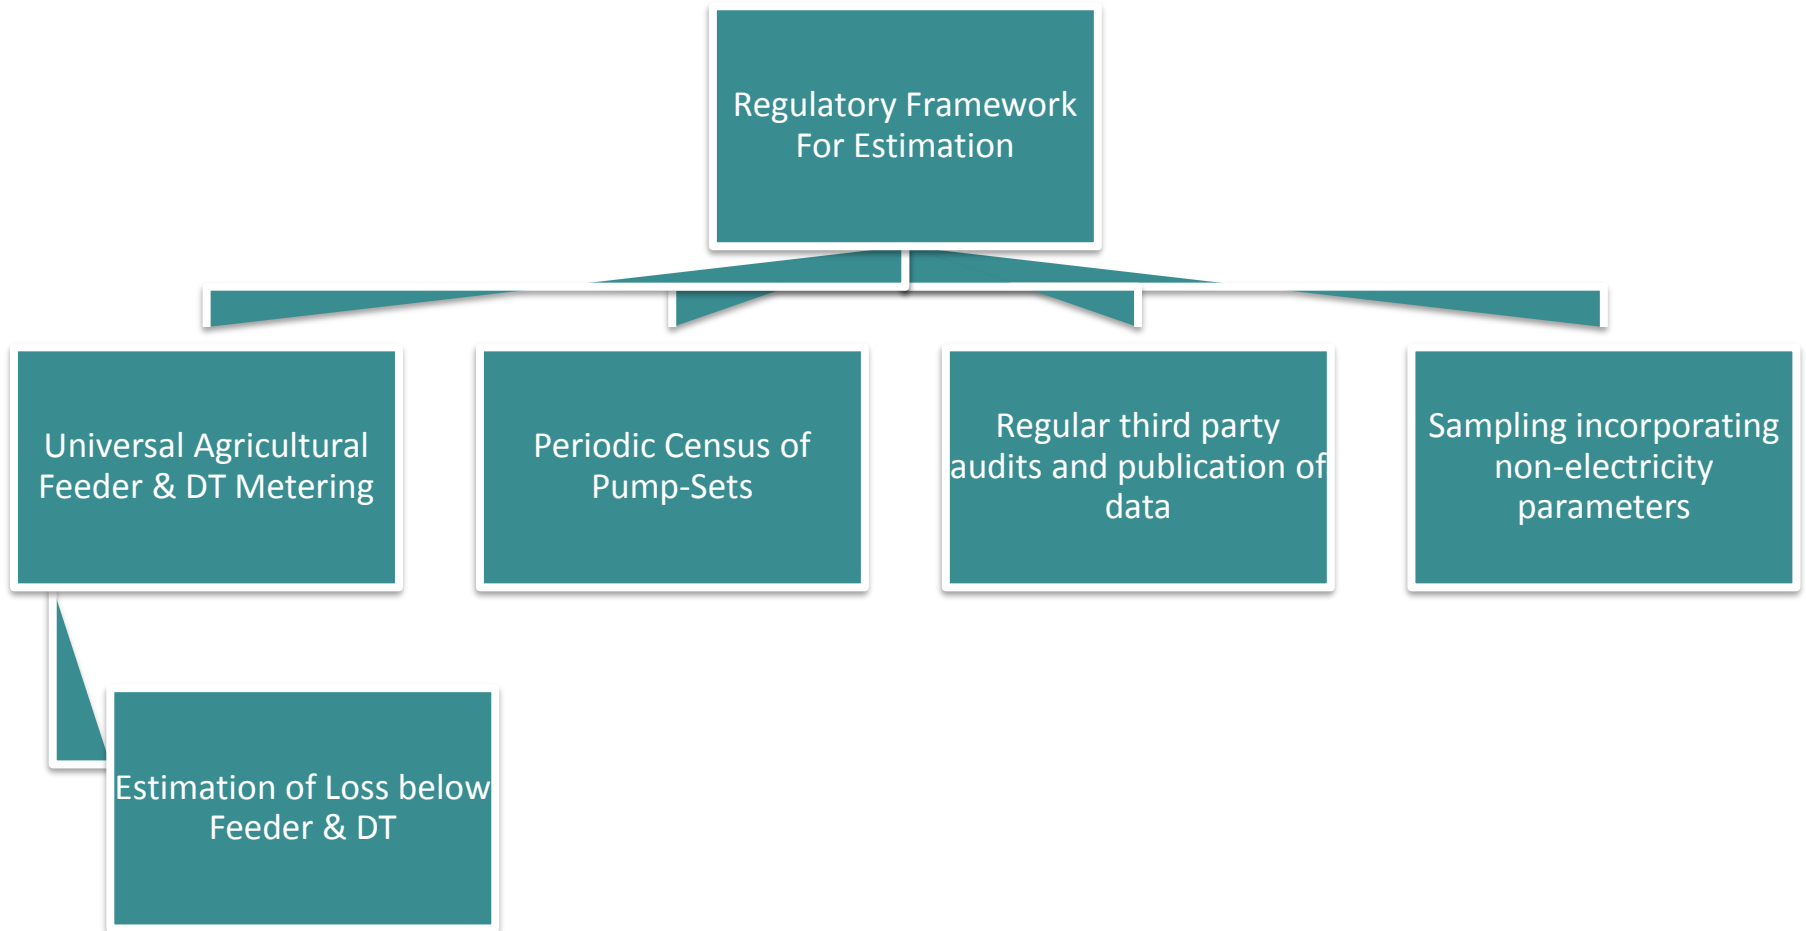 Regulatory Framework
For Estimation
Universal Agricultural
Feeder & DT Metering
Periodic Census of
Pump-Sets
Regular third party
audits and publication of
data
Sampling incorporating
non-electricity
parameters
Estimation of Loss below
Feeder & DT